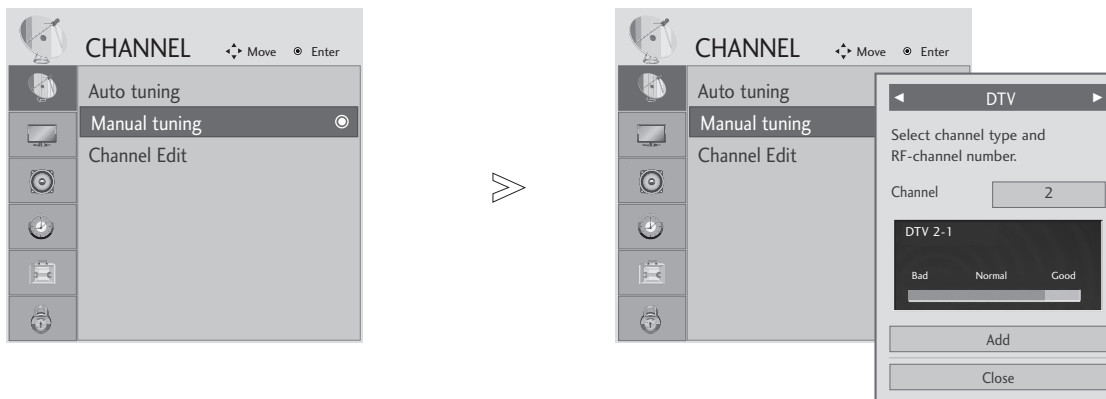 CHANNEL Move Enter
Auto tuning
Manual tuning
Channel Edit
CHANNEL Move Enter
Auto tuning
Manual tuning
Channel Edit
◄ DTV ►
Select channel type and
RF-channel number.
Channel 2
DTV 2-1
Bad Normal Good
Add
Close